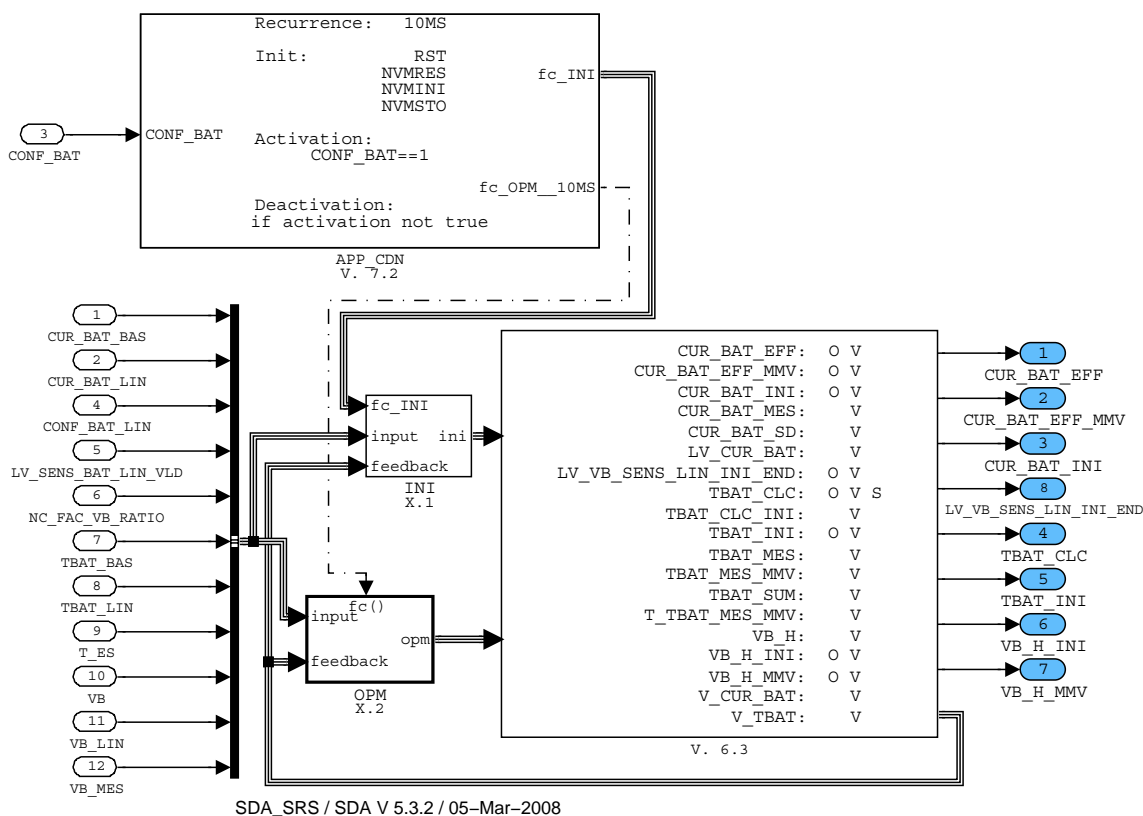 Recurrence: 10MS
Init: RST
NVMRES
NVMINI
NVMSTO
fc_INI
3
CONF_BAT
CONF_BAT
Activation:
CONF_BAT==1
fc_OPM__10MS
Deactivation:
if activation not true
APP_CDN
V. 7.2
1
CUR_BAT_BAS
2
CUR_BAT_LIN
4
CONF_BAT_LIN
5
LV_SENS_BAT_LIN_VLD
6
NC_FAC_VB_RATIO
7
TBAT_BAS
8
TBAT_LIN
9
T_ES
10
VB
11
VB_LIN
12
VB_MES
fc_INI
input ini
feedback
INI
X.1
fc()
input
opm
feedback
OPM
X.2
CUR_BAT_EFF: O V
CUR_BAT_EFF_MMV: O V
CUR_BAT_INI: O V
CUR_BAT_MES: V
CUR_BAT_SD: V
LV_CUR_BAT: V
LV_VB_SENS_LIN_INI_END: O V
TBAT_CLC: O V S
TBAT_CLC_INI: V
TBAT_INI: O V
TBAT_MES: V
TBAT_MES_MMV: V
TBAT_SUM: V
T_TBAT_MES_MMV: V
VB_H: V
VB_H_INI: O V
VB_H_MMV: O V
V_CUR_BAT: V
V_TBAT: V
V. 6.3
1
CUR_BAT_EFF
2
CUR_BAT_EFF_MMV
3
CUR_BAT_INI
8
LV_VB_SENS_LIN_INI_END
4
TBAT_CLC
5
TBAT_INI
6
VB_H_INI
7
VB_H_MMV
SDA_SRS / SDA V 5.3.2 / 05−Mar−2008